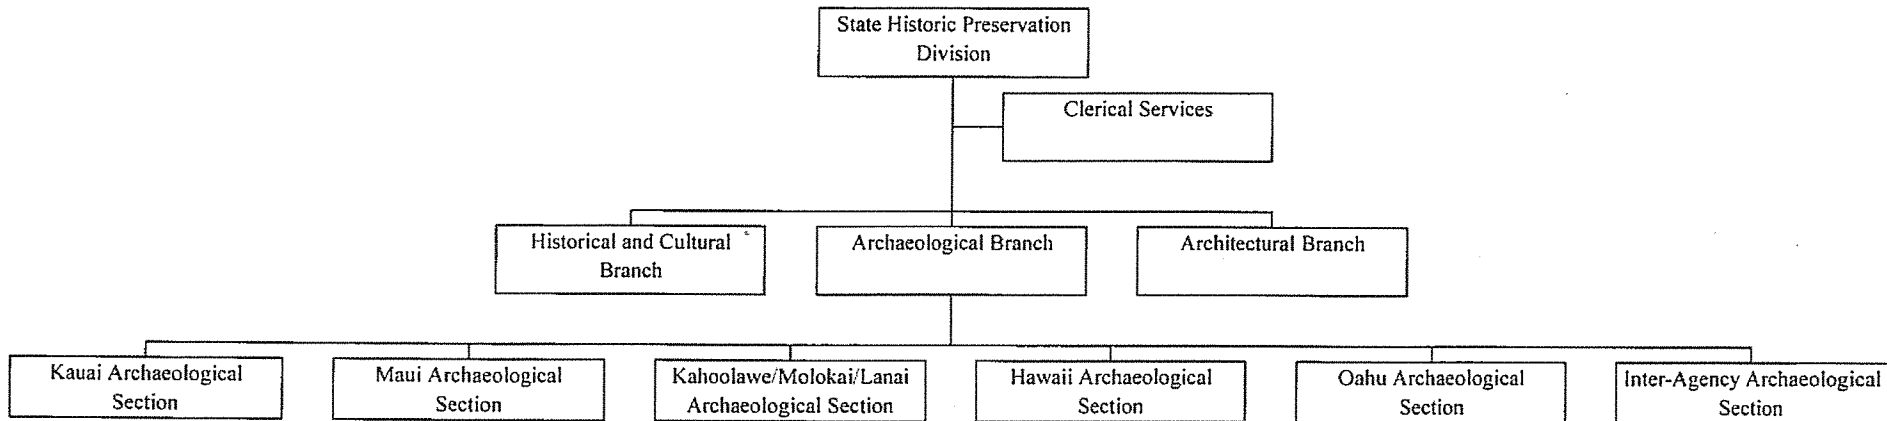 State Historic Preservation
Division
Clerical Services
Historical and Cultural
Branch
Archaeological Branch
Architectural Branch
Kauai Archaeological
Section
Maui Archaeological
Section
Kahoolawe/Molokai/Lanai
Archaeological Section
Hawaii Archaeological
Section
Oahu Archaeological
Section
Inter-Agency Archaeological
Section